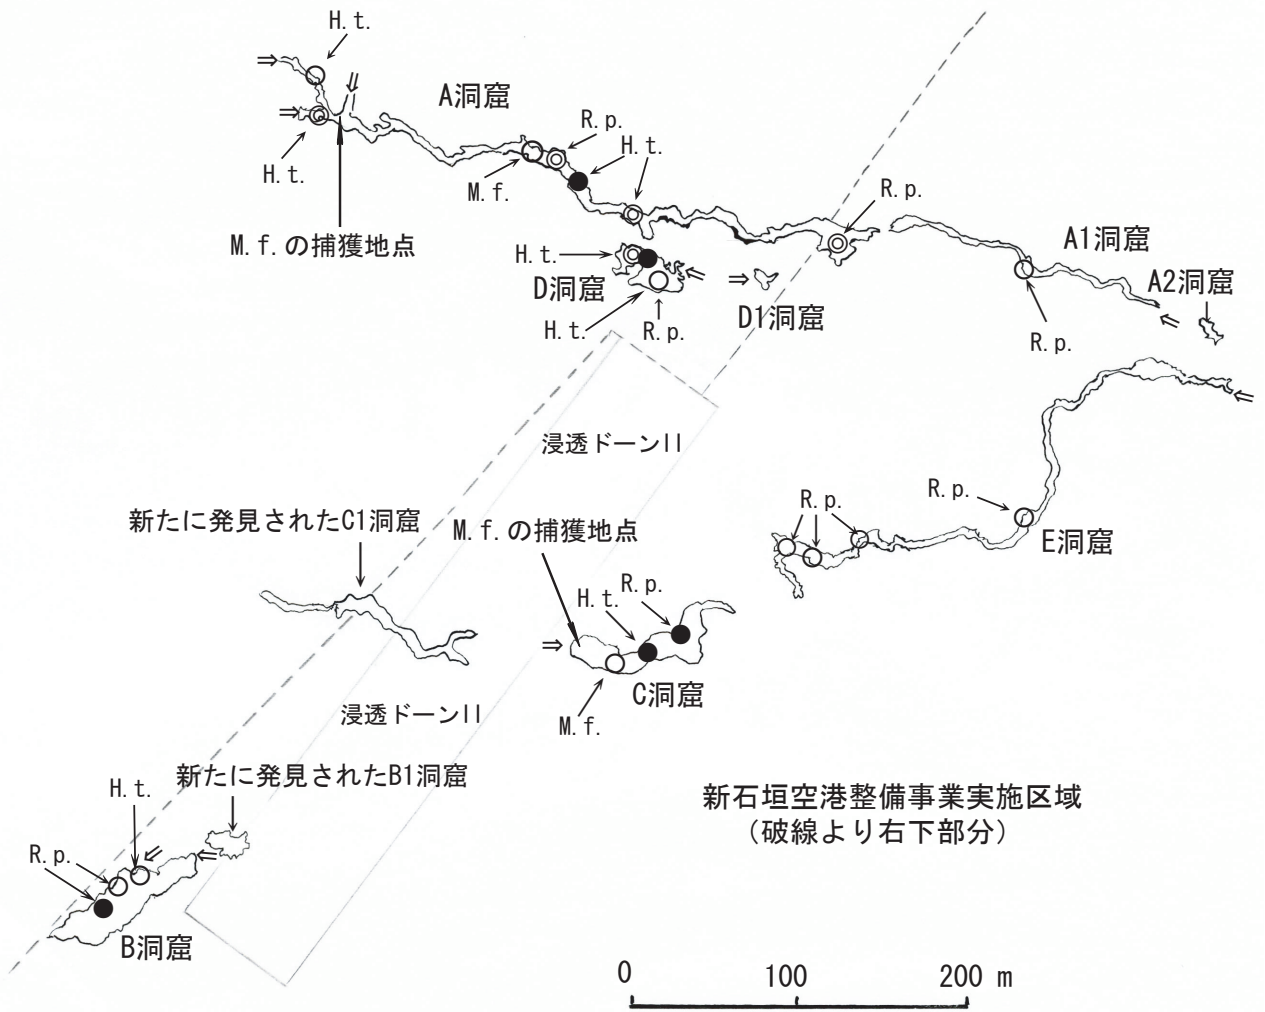 H.t.
A洞窟
R.p.
H.t.
H.t.
M.f.
R.p.
M.f.の捕獲地点
A1洞窟
H.t.
D洞窟
A2洞窟
D1洞窟
H.t.
R.p.
R.p.
浸透ドーンII
R.p.
R.p.
新たに発見されたC1洞窟
M.f.の捕獲地点
E洞窟
R.p.
H.t.
C洞窟
M.f.
浸透ドーンII
新たに発見されたB1洞窟
H.t.
新石垣空港整備事業実施区域
（破線より右下部分）
R.p.
B洞窟
0 100 200 m